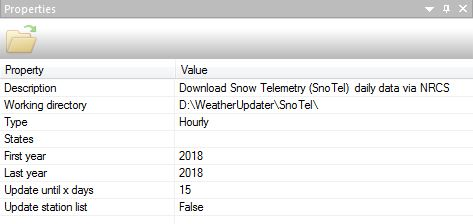 Properties
Property Value
Description Download Snow Telemetry (SnoTel) daily data via NRCS
Working directory D:\WeatherUpdater\SnoTel\
Type Hourly
States
First year 2018
Last year 2018
Update until x days 15
Update station list False